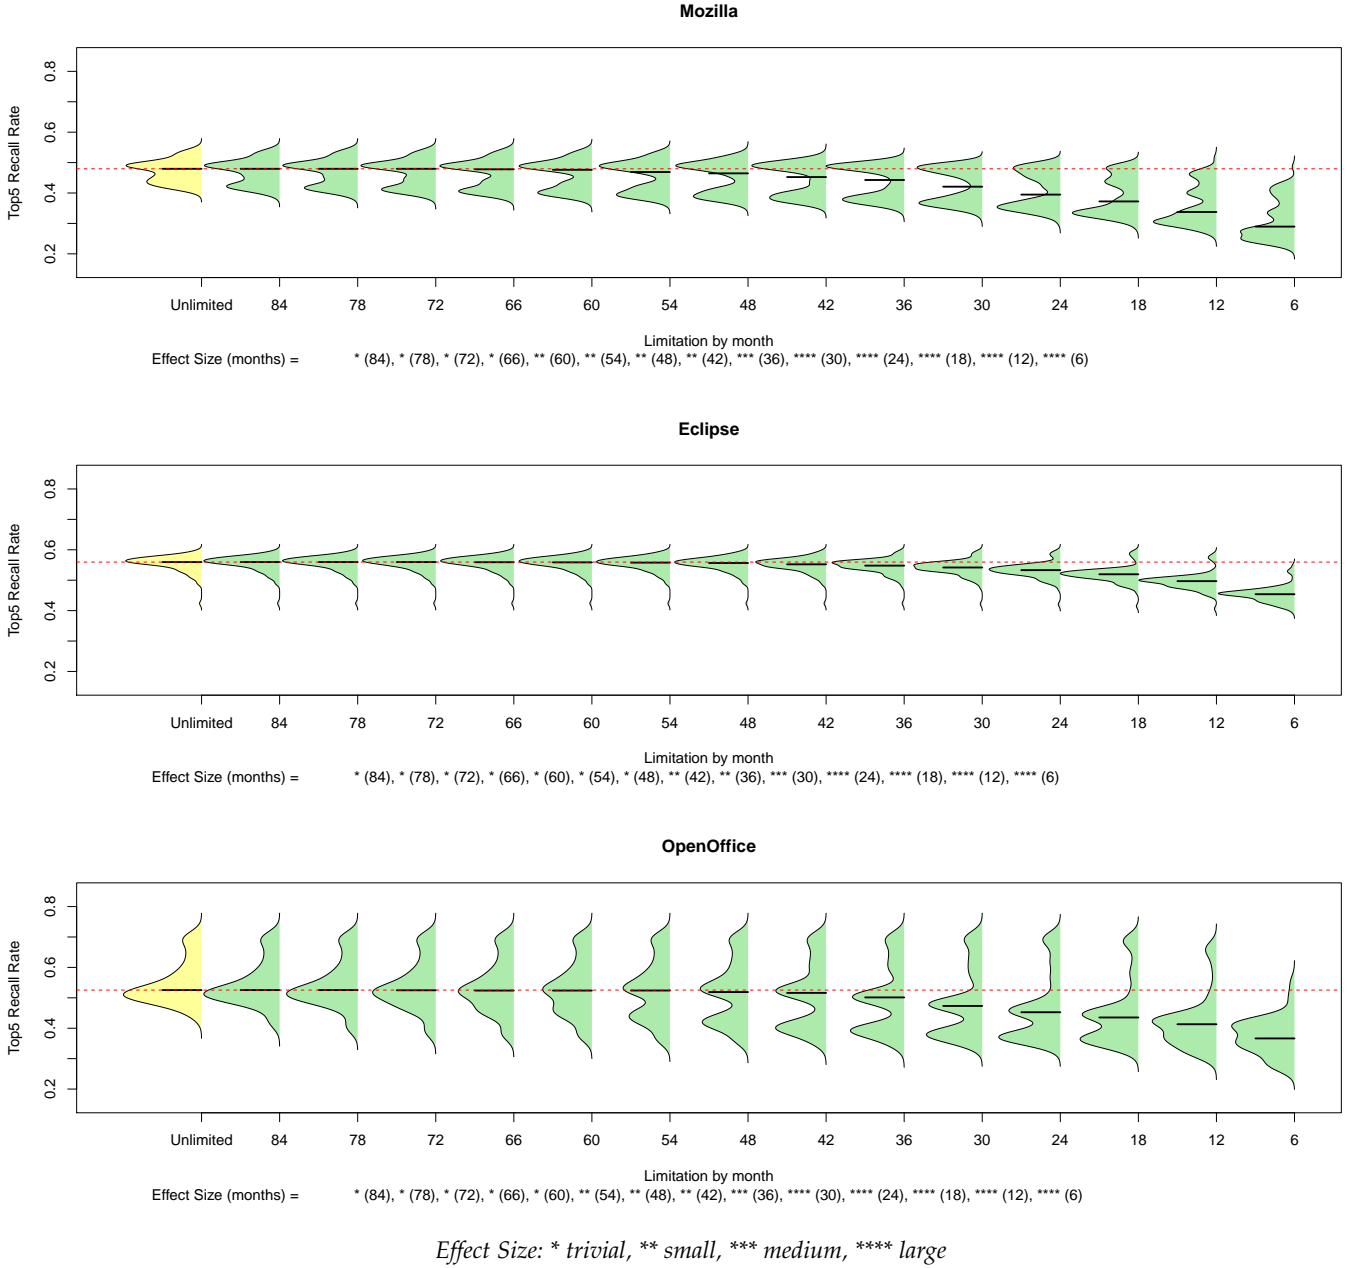 Mozilla
Top5 Recall Rate
0.8
0.6
0.4
0.2
Unlimited 84 78 72 66 60 54 48 42 36 30 24 18 12 6
Limitation by month
Effect Size (months) = * (84), * (78), * (72), * (66), ** (60), ** (54), ** (48), ** (42), *** (36), **** (30), **** (24), **** (18), **** (12), **** (6)
Eclipse
Top5 Recall Rate
0.8
0.6
0.4
0.2
Unlimited 84 78 72 66 60 54 48 42 36 30 24 18 12 6
Limitation by month
Effect Size (months) = * (84), * (78), * (72), * (66), * (60), * (54), * (48), ** (42), ** (36), *** (30), **** (24), **** (18), **** (12), **** (6)
OpenOffice
Top5 Recall Rate
0.8
0.6
0.4
0.2
Unlimited 84 78 72 66 60 54 48 42 36 30 24 18 12 6
Limitation by month
Effect Size (months) = * (84), * (78), * (72), * (66), * (60), ** (54), ** (48), ** (42), *** (36), **** (30), **** (24), **** (18), **** (12), **** (6)
Effect Size: * trivial, ** small, *** medium, **** large